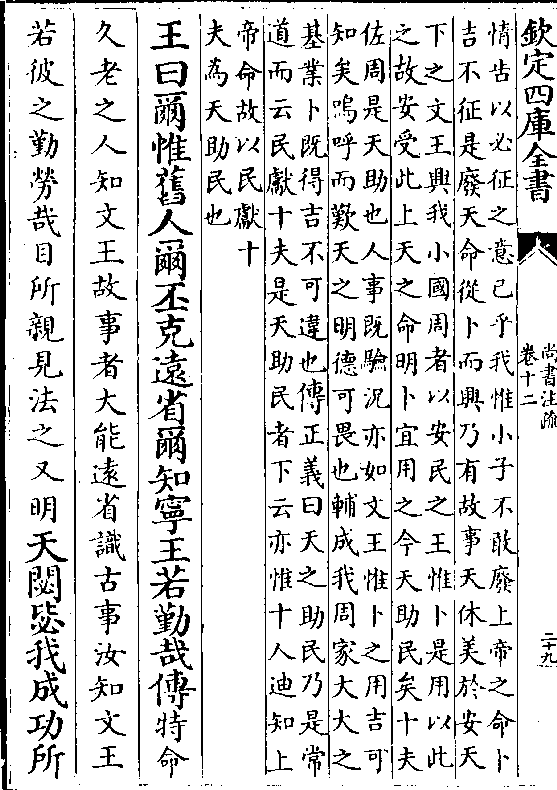 欽定四庫全書
尚書注疏
卷十二
二十九
情告以必征之意已乎我惟小子不敢廢上帝之命卜
吉不征是廢天命從卜而興乃有故事天休美於安天
下之文王興我小國周者以安民之王惟卜是用以此
之故安受此上天之命明卜宜用之今天助民矣十夫
佐周是天助也人事既驗況亦如文王惟卜之用吉可
知矣嗚呼而歎天之明德可畏也輔成我周家大大之
基業卜既得吉不可違也傳正義曰天之助民乃是常
道而云民獻十夫是天助民者下云亦惟十人迪知上
帝命故以民獻十
夫為天助民也
王曰爾惟舊人爾丕克遠省爾知寧王若勤哉傳特命
久老之人知文王故事者大能遠省識古事汝知文王
若彼之勤勞哉目所親見法之又明天閟毖我成功所